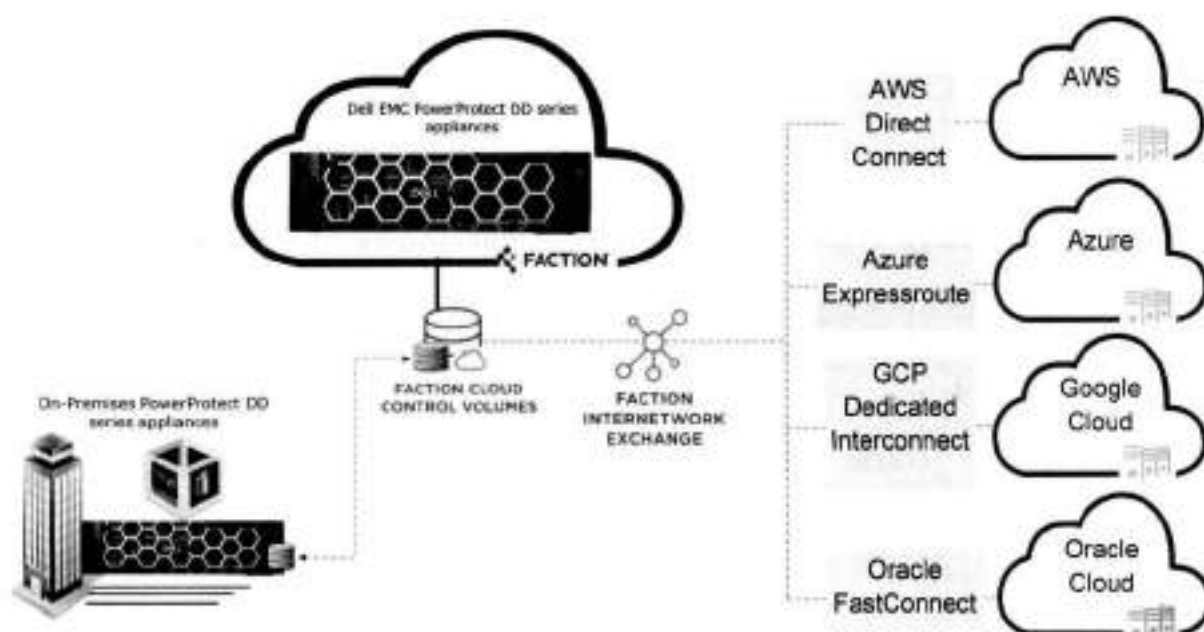 Dell EMC PowerProtect DD series
appliances
FACTION
FACTION CLOUD
CONTROL VOLUMES
FACTION
INTERNETWORK
EXCHANGE
On-Premises PowerProtect DD
series appliances
AWS
Direct
Connect
AWS
Azure
Expressroute
Azure
GCP
Dedicated
Interconnect
Google
Cloud
Oracle
FastConnect
Oracle
Cloud